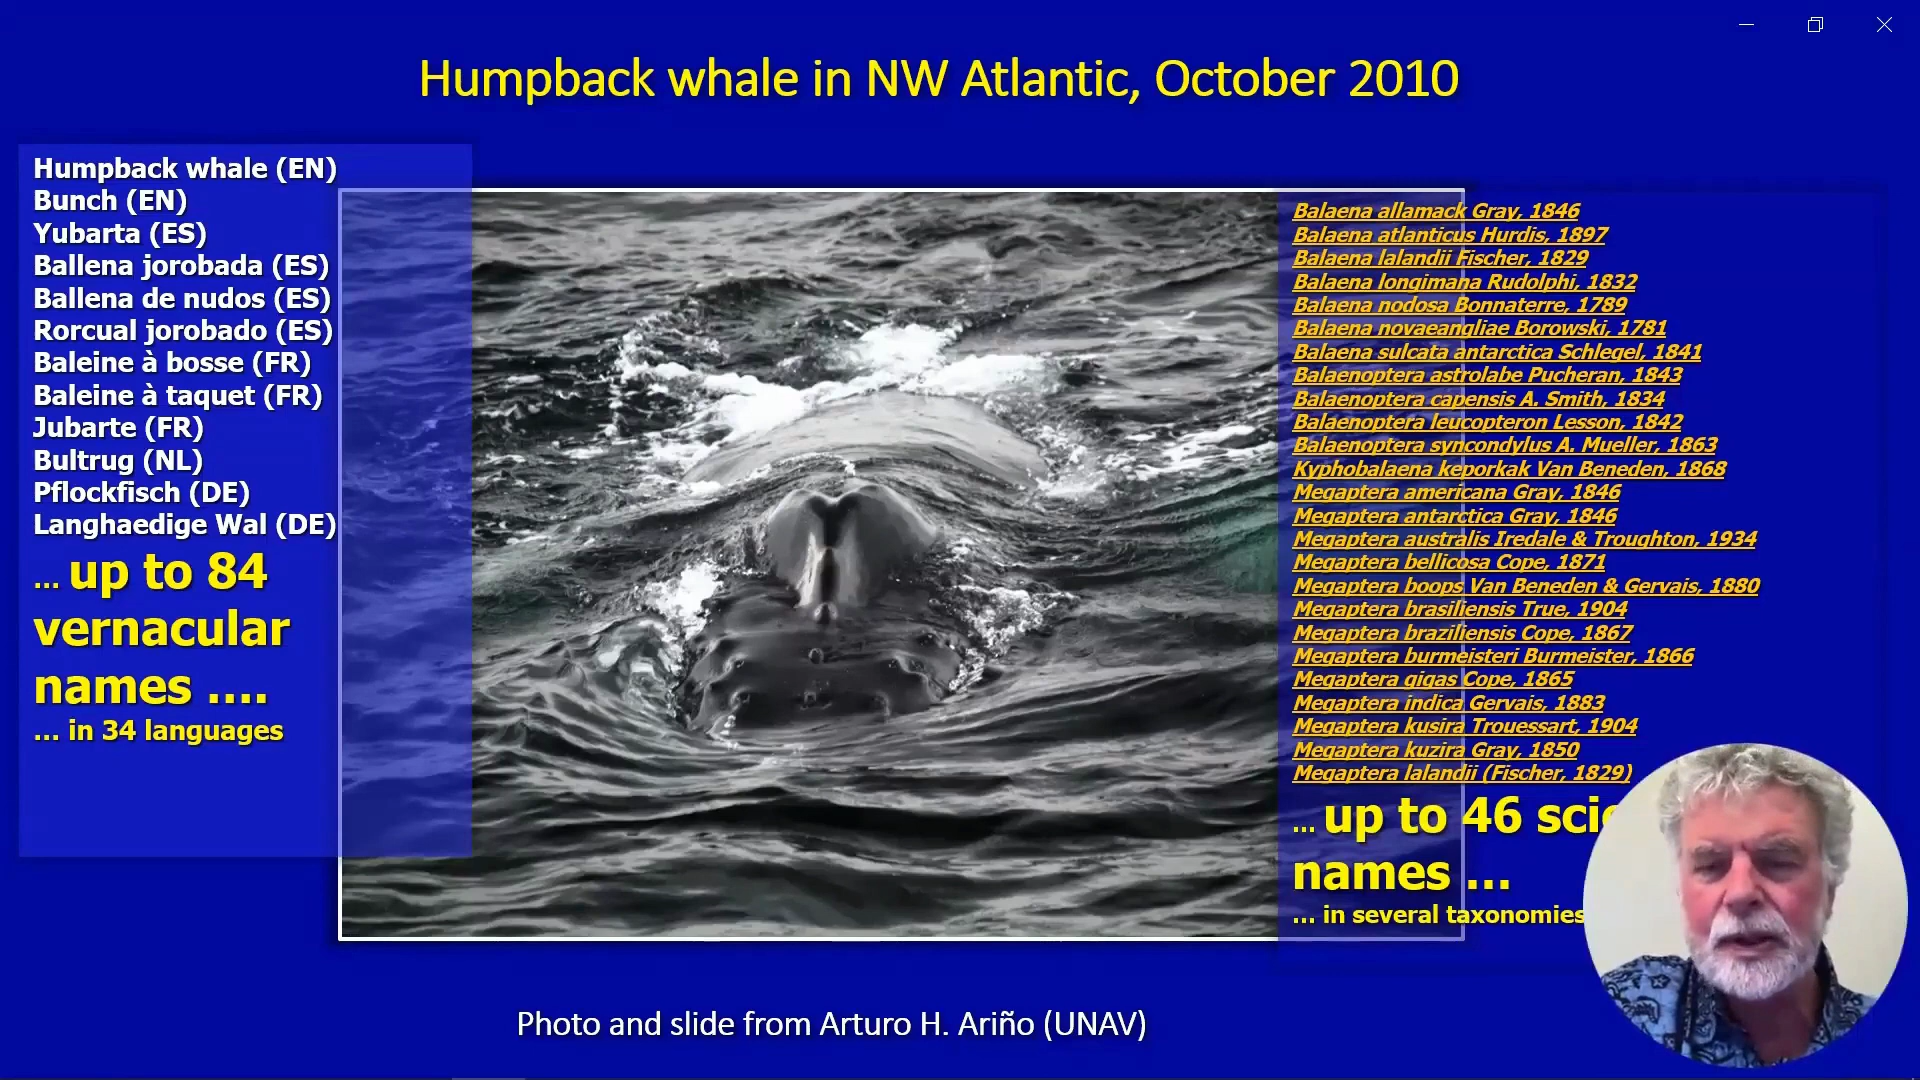 Humpback whale in NW Atlantic, October 2010
Humpback whale (EN)
Bunch (EN)
Yubarta (ES)
Ballena jorobada (ES)
Ballena de nudos (ES)
Rorcual jorobado (ES)
Baleine à bosse (FR)
Baleine à taquet (FR)
Jubarte (FR)
Bultrug (NL)
Pflockfisch (DE)
Langhaedige Wal (DE)
... up to 84
vernacular
names ....
... in 34 languages
Balaena allamack Gray, 1846
Balaena atlanticus Hurdis, 1897
Balaena lalandii Fischer, 1829
Balaena longimana Rudolphi, 1832
Balaena nodosa Bonnaterre, 1789
Balaena novaeangliae Borowski, 1781
Balaena sulcata antarctica Schlegel, 1841
Balaenoptera astrolabe Pucheran, 1843
Balaenoptera capensis A. Smith, 1834
Balaenoptera leucopteron Lesson, 1842
Balaenoptera syncondylus A. Mueller, 1863
Kyphobalaena keporkak Van Beneden, 1868
Megaptera americana Gray, 1846
Megaptera antarctica Gray, 1846
Megaptera australis Iredale & Troughton, 1934
Megaptera bellicosa Cope, 1871
Megaptera boops Van Beneden & Gervais, 1880
Megaptera brasiliensis True, 1904
Megaptera braziliensis Cope, 1867
Megaptera burmeisteri Burmeister, 1866
Megaptera gigas Cope, 1865
Megaptera indica Gervais, 1883
Megaptera kusira Trouessart, 1904
Megaptera kuzira Gray, 1850
Megaptera lalandii (Fischer, 1829)
... up to 46
names ...
... in several taxonomies
Photo and slide from Arturo H. Ariño (UNAV)